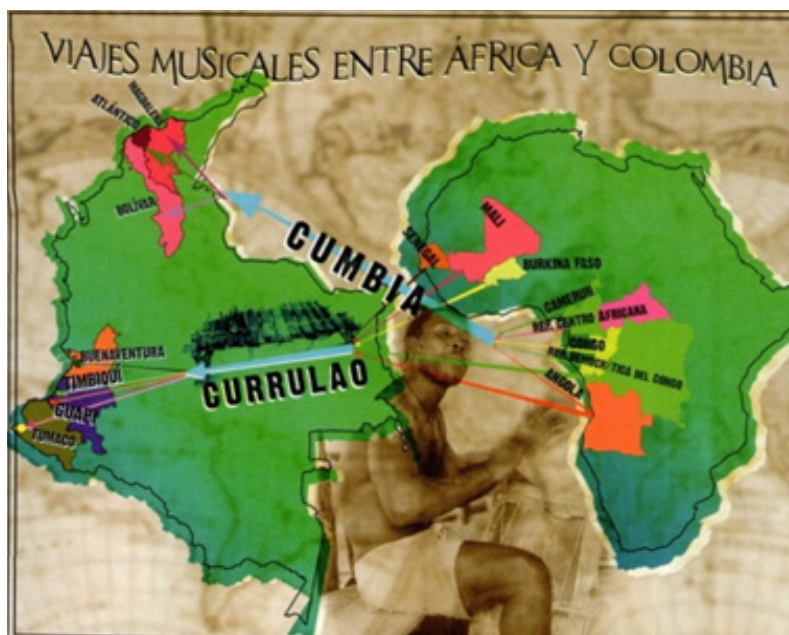 VIAJES MUSICALES ENTRE ÁFRICA Y COLOMBIA
MAGDALENA
ATLÁNTICO
BOLÍVAR
CUMBIA
SENEGAL
MALI
BURKINA FASO
CAMERUN
REP. CENTRO AFRICANA
CONGO
REP. DEMOCRÁTICA DEL CONGO
ANGOLA
BUENAVENTURA
TIMBIQUÍ
GUAPI
TUMACO
CURRULAO